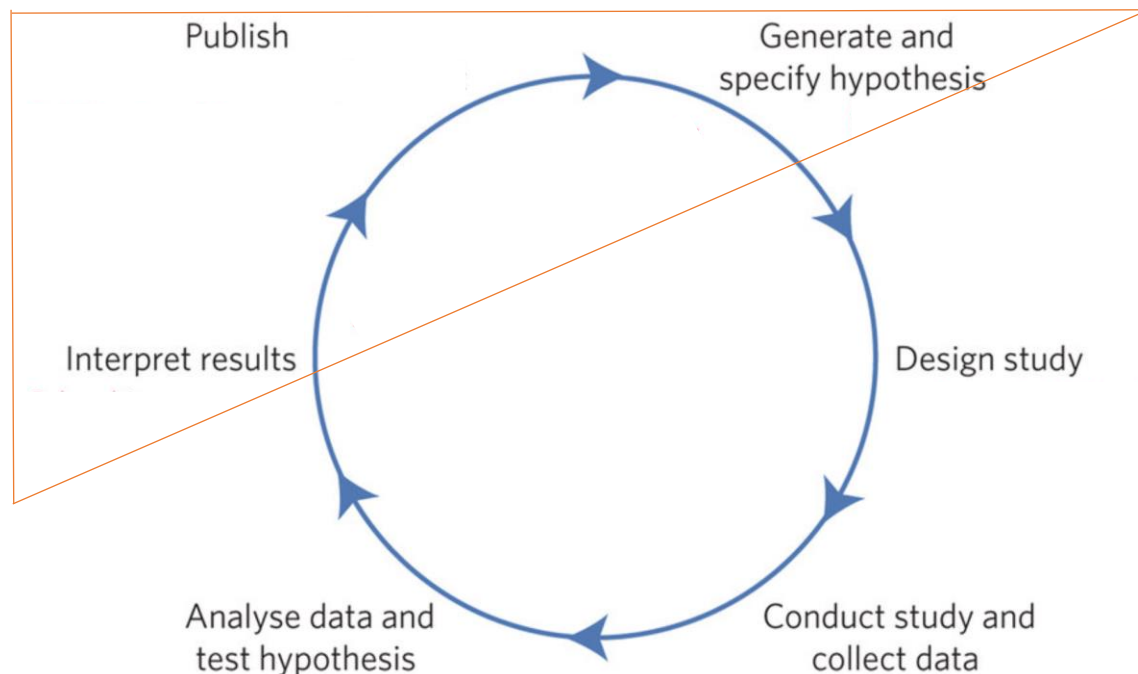 Publish
Generate and
specify hypothesis
Interpret results
Design study
Analyse data and
test hypothesis
Conduct study and
collect data